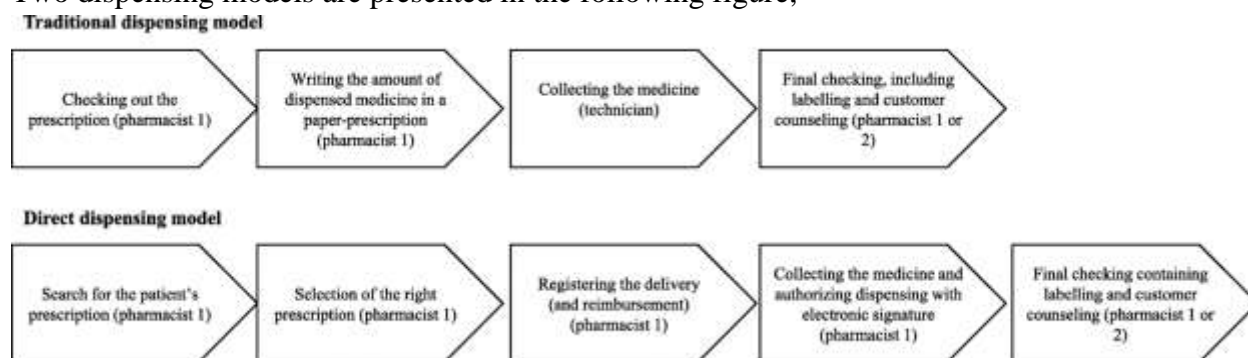 Two dispensing models are presented in the following figure;
Traditional dispensing model
Checking out the
prescription (pharmacist 1)
Writing the amount of
dispensed medicine in a
paper-prescription
(pharmacist 1)
Collecting the medicine
(technician)
Final checking, including
labelling and customer
counseling (pharmacist 1 or
2)
Direct dispensing model
Search for the patient's
prescription (pharmacist 1)
Selection of the right
prescription (pharmacist 1)
Registering the delivery
(and reimbursement)
(pharmacist 1)
Collecting the medicine and
authorizing dispensing with
electronic signature
(pharmacist 1)
Final checking containing
labelling and customer
counseling (pharmacist 1 or
2)